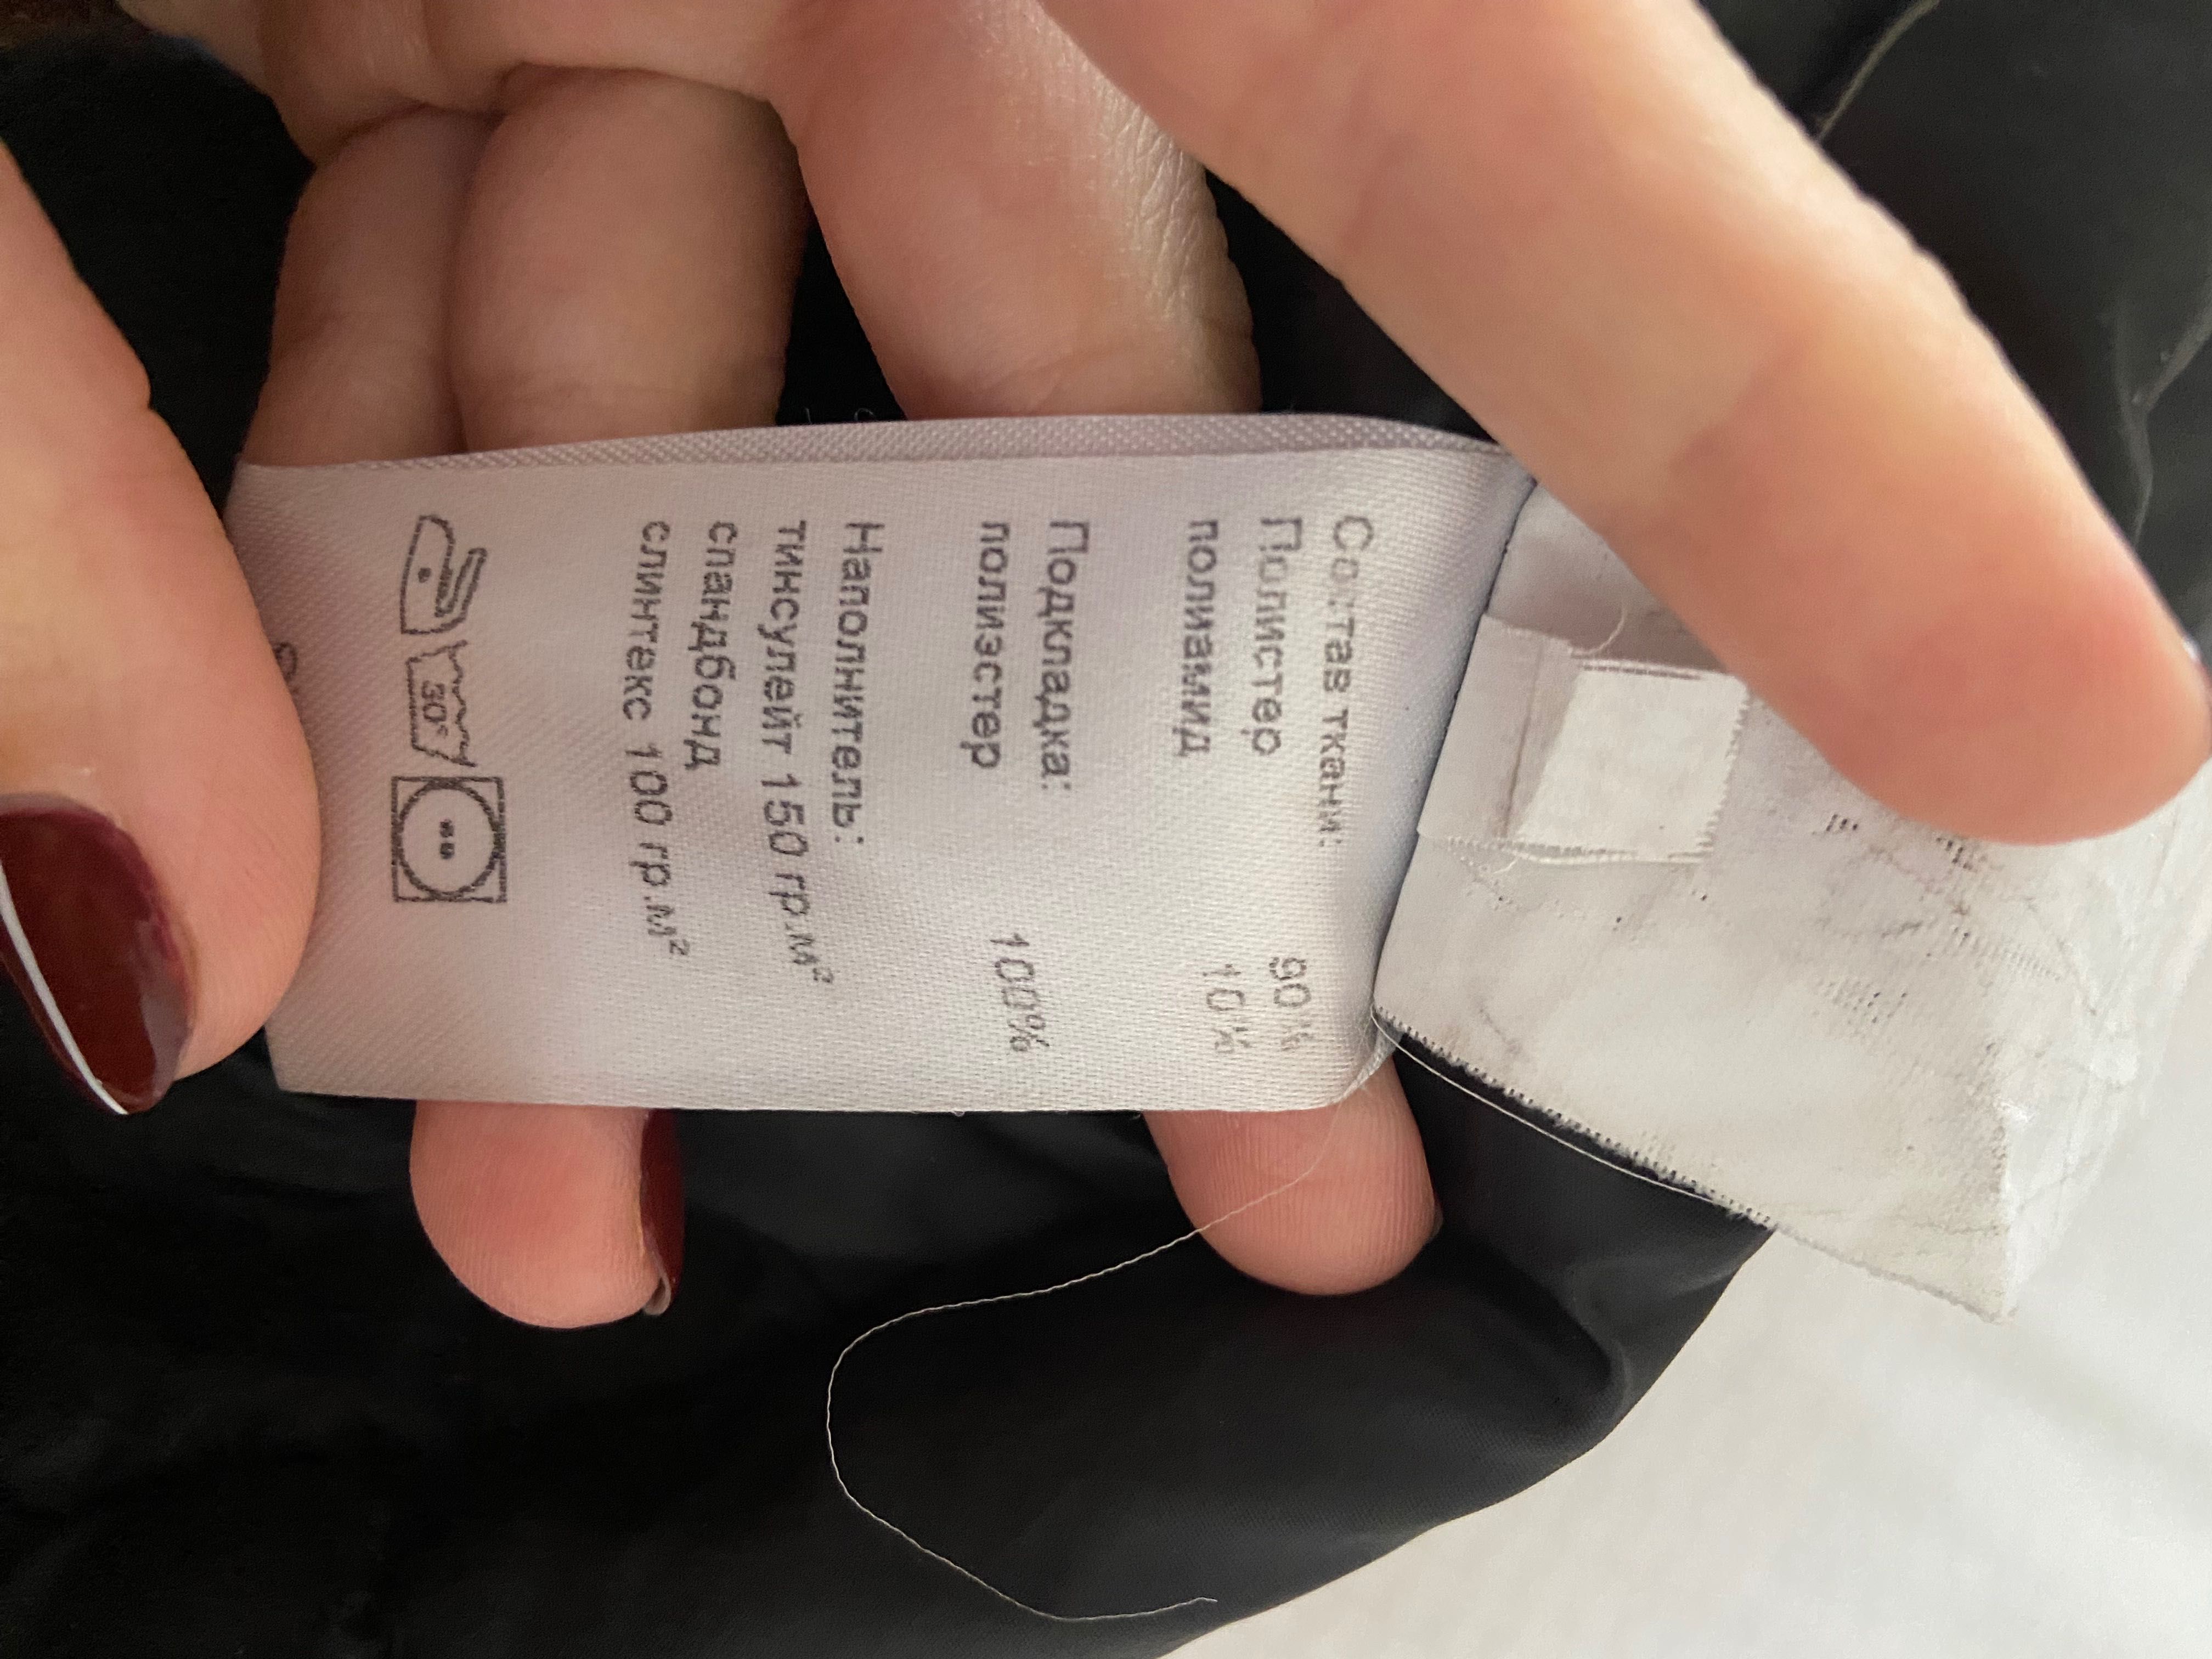 Состав ткани:
Полистер 90%
полиамид 10%
Подкладка:
полиэстер 100%
Наполнитель:
тинсулейт 150 гр.м²
спандбонд
слинтекс 100 гр.м²
30°